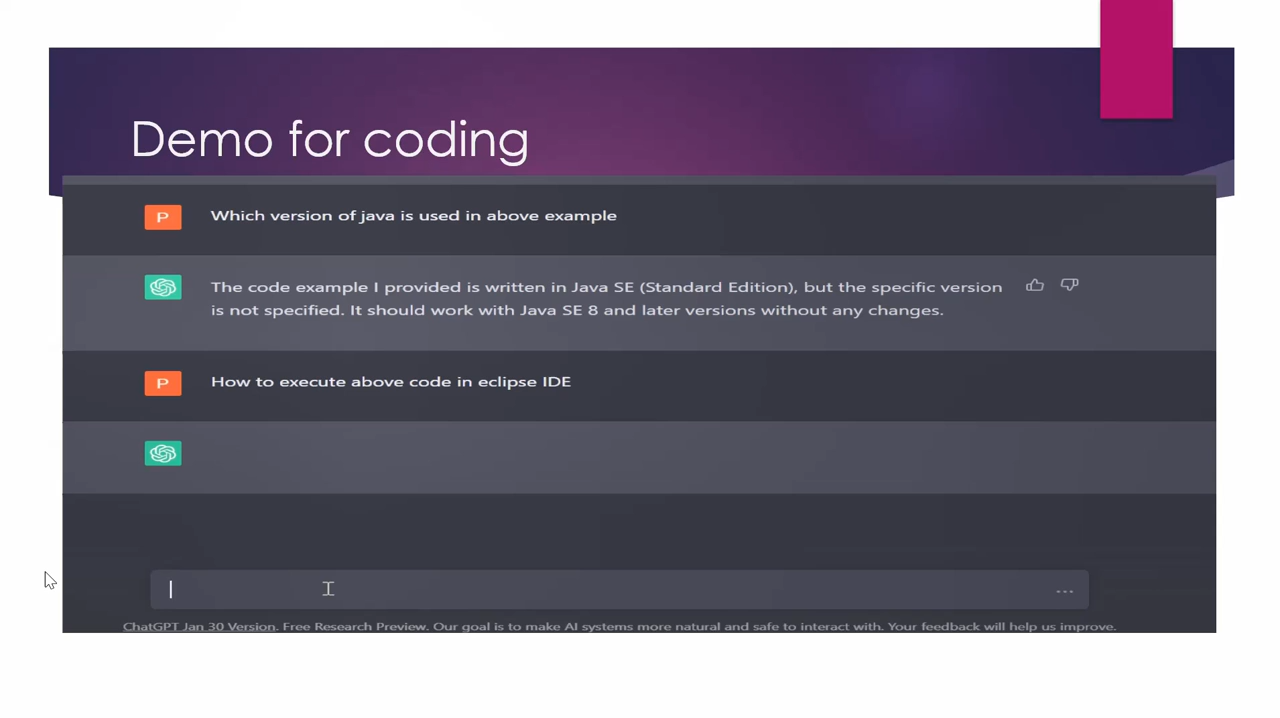 Demo for coding
P
Which version of java is used in above example
The code example I provided is written in Java SE (Standard Edition), but the specific version
is not specified. It should work with Java SE 8 and later versions without any changes.
P
How to execute above code in eclipse IDE
...
ChatGPT Jan 30 Version. Free Research Preview. Our goal is to make AI systems more natural and safe to interact with. Your feedback will help us improve.